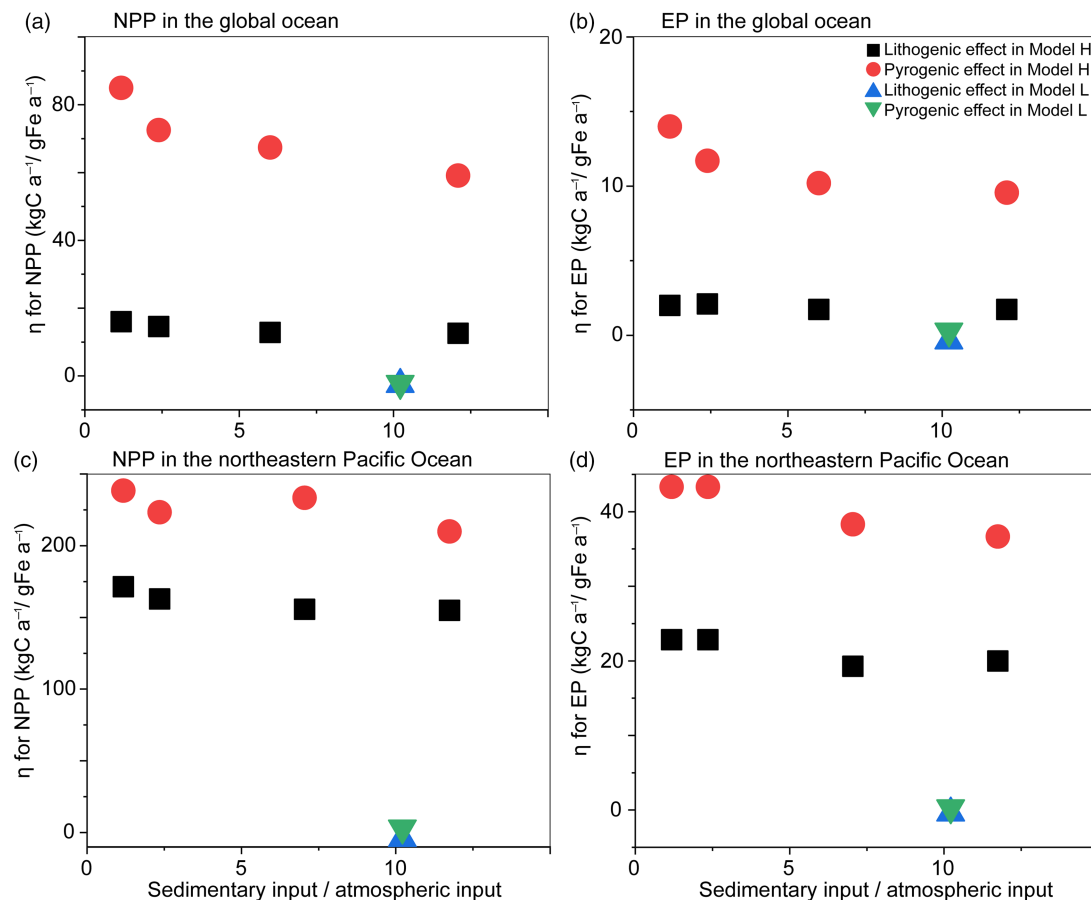 (a) NPP in the global ocean
η for NPP (kgC a⁻¹/ gFe a⁻¹)
80
40
0
0 5 10
(b) EP in the global ocean
Lithogenic effect in Model H
Pyrogenic effect in Model H
Lithogenic effect in Model L
Pyrogenic effect in Model L
η for EP (kgC a⁻¹/ gFe a⁻¹)
20
10
0
0 5 10
(c) NPP in the northeastern Pacific Ocean
η for NPP (kgC a⁻¹/ gFe a⁻¹)
200
100
0
0 5 10
Sedimentary input / atmospheric input
(d) EP in the northeastern Pacific Ocean
η for EP (kgC a⁻¹/ gFe a⁻¹)
40
20
0
0 5 10
Sedimentary input / atmospheric input